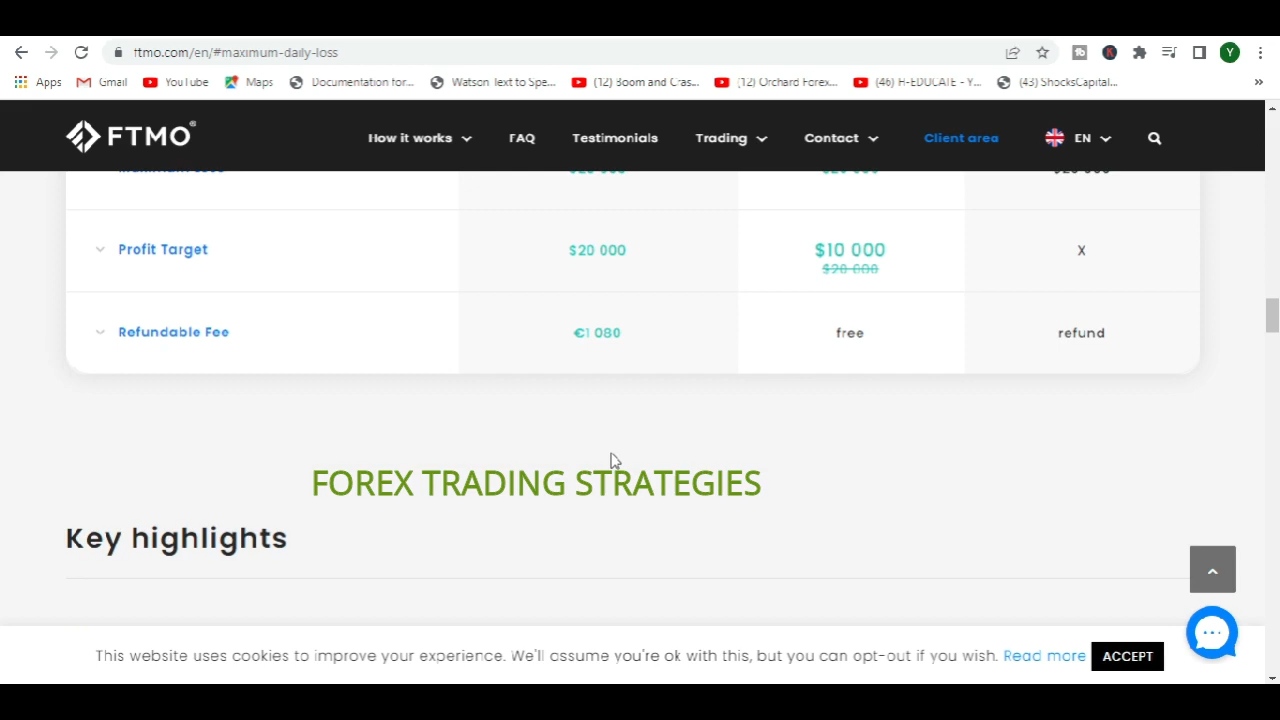 ftmo.com/en/#maximum-daily-loss
Y
Apps Gmail YouTube Maps Documentation for... Watson Text to Spe... (12) Boom and Cras... (12) Orchard Forex... (46) H-EDUCATE - Y... (43) ShocksCapital... »
FTMO® How it works FAQ Testimonials Trading Contact Client area EN
Profit Target $20 000 $10 000 X
$20 000
Refundable Fee €1 080 free refund
FOREX TRADING STRATEGIES
Key highlights
This website uses cookies to improve your experience. We'll assume you're ok with this, but you can opt-out if you wish. Read more ACCEPT